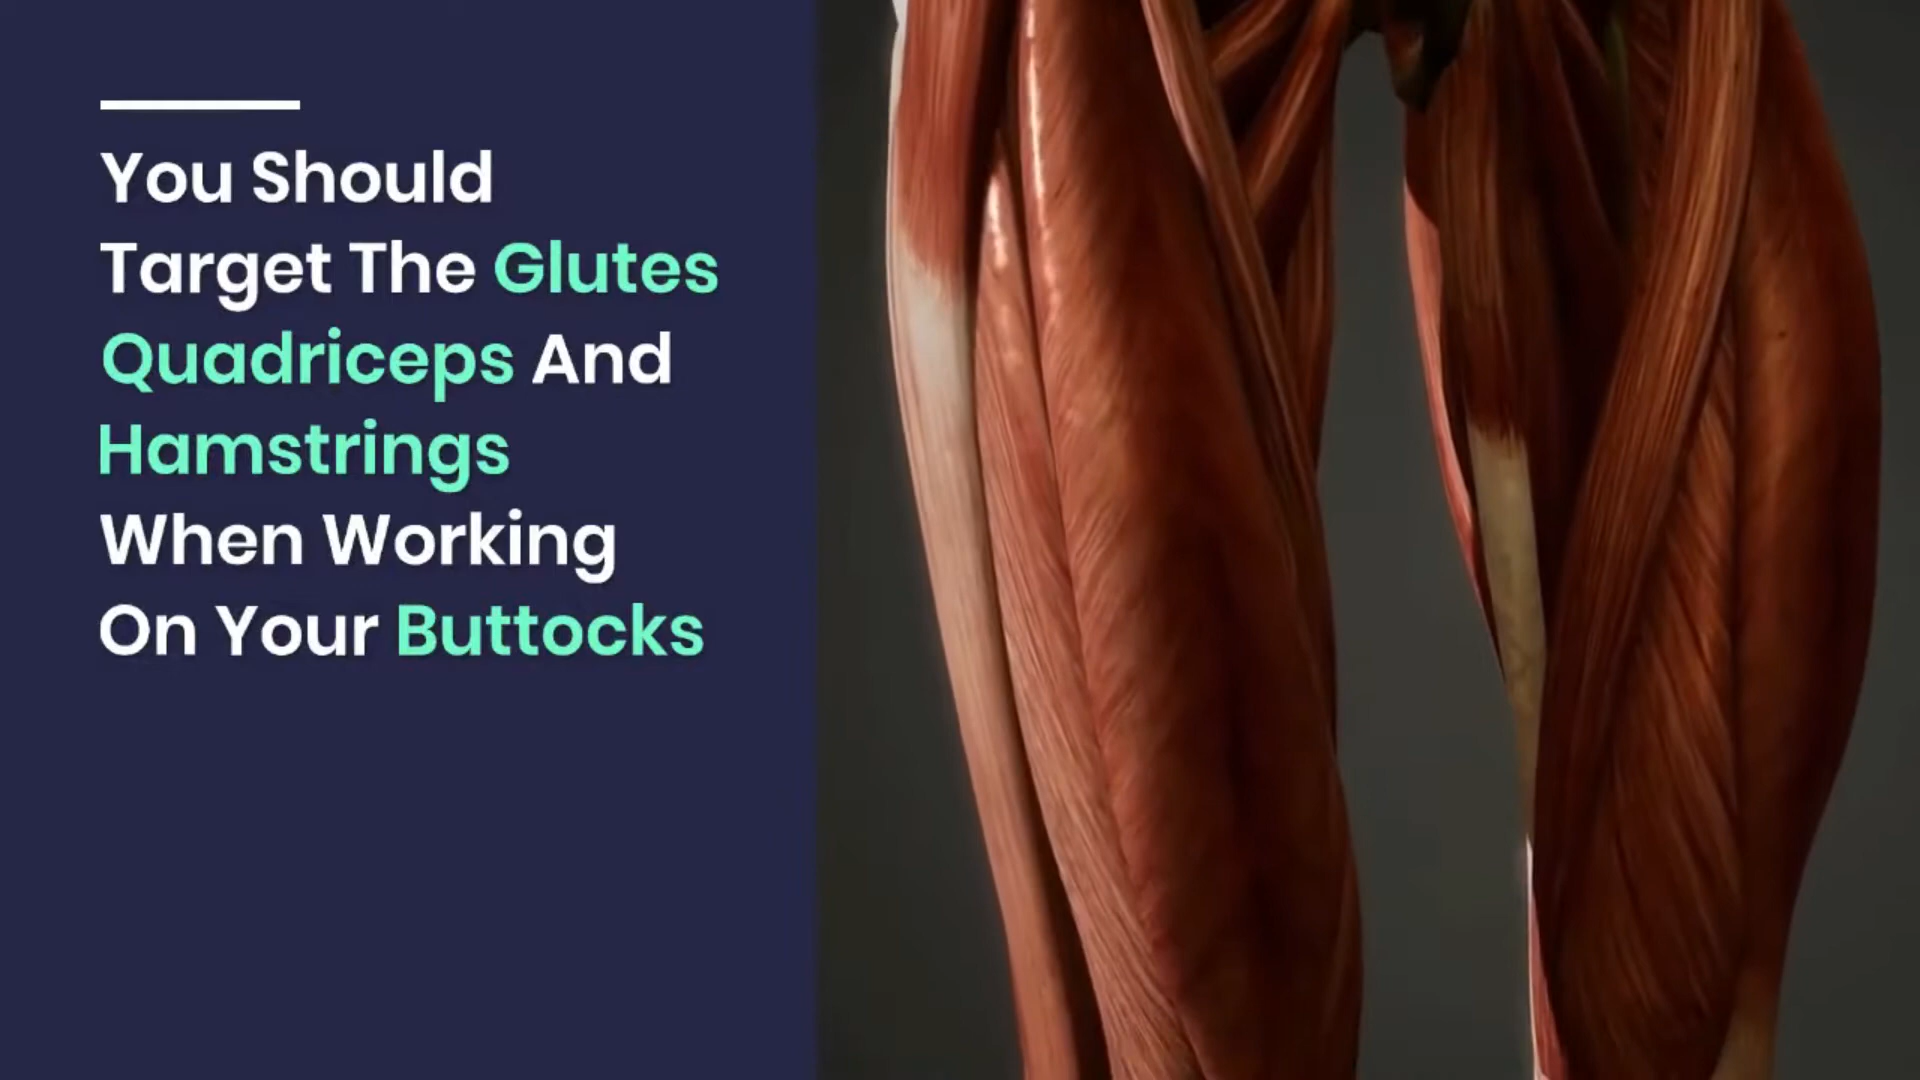 You Should
Target The Glutes
Quadriceps And
Hamstrings
When Working
On Your Buttocks